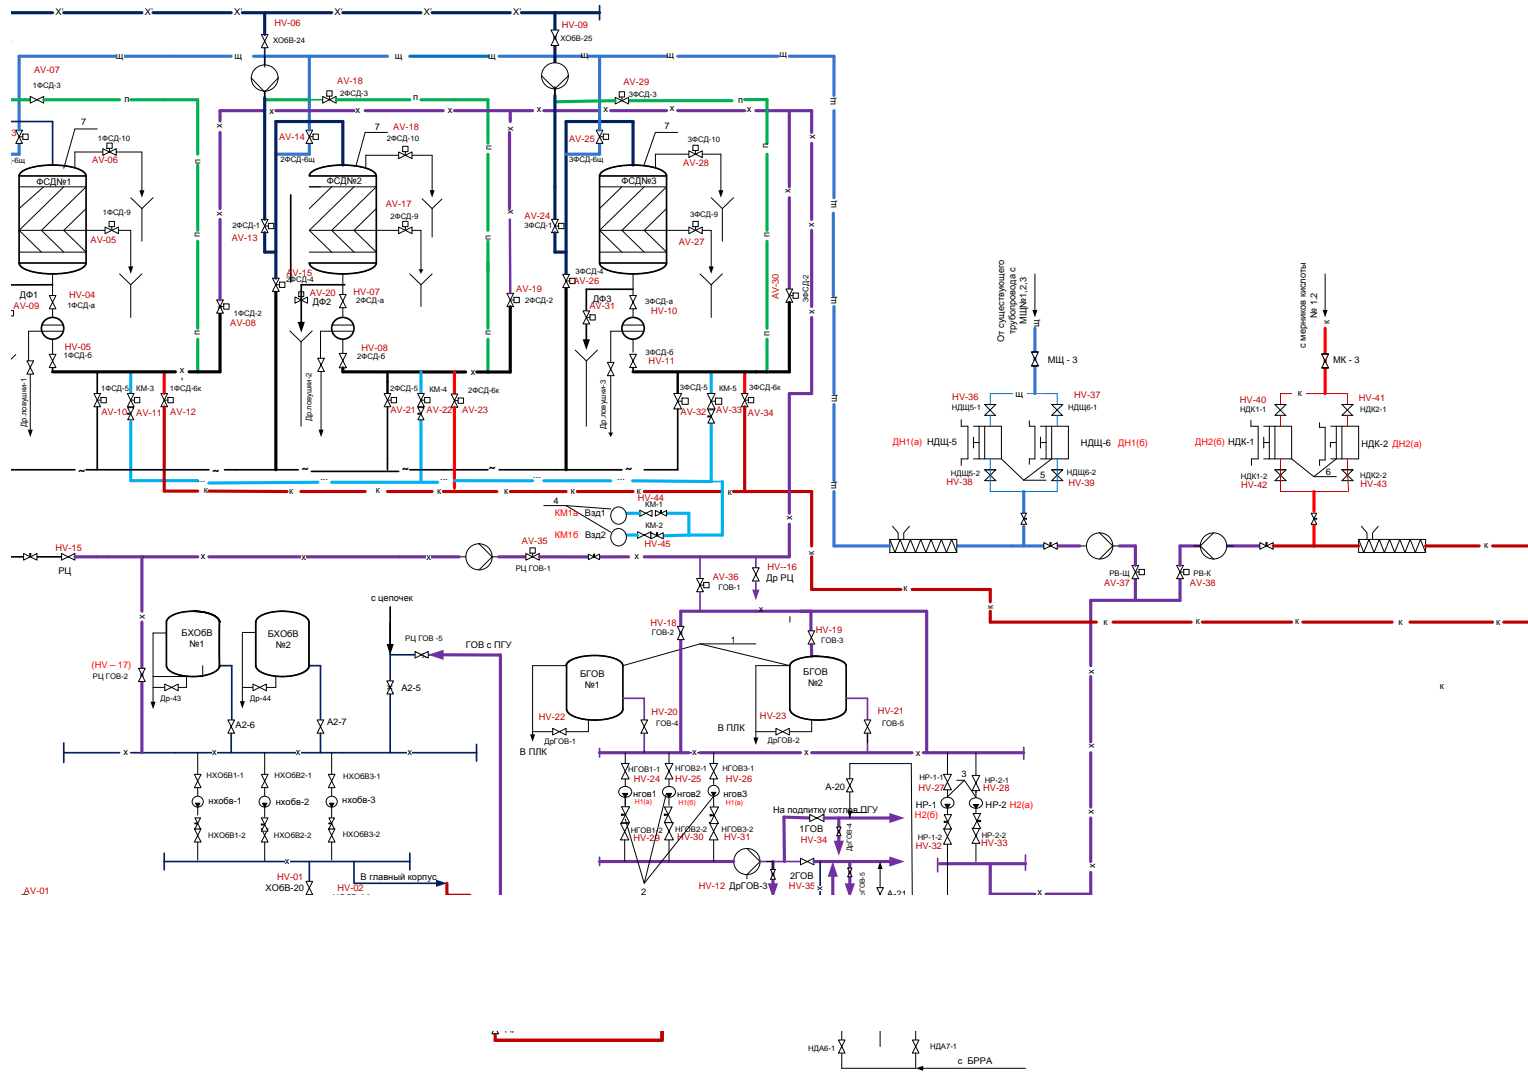 Х'
Х'
Х'
Х'
Х'
HV-06
ХОбВ-24
HV-09
ХОбВ-25
щ
щ
щ
щ
щ
щ
AV-07
1ФСД-3
п
AV-18
2ФСД-3
п
AV-29
3ФСД-3
п
х
х
х
х
х
7
1ФСД-10
AV-06
ФСД№1
1ФСД-9
AV-05
AV-14
2ФСД-6щ
7
AV-18
2ФСД-10
ФСД№2
AV-17
2ФСД-9
2ФСД-1
AV-13
AV-25
3ФСД-6щ
7
3ФСД-10
AV-28
ФСД№3
3ФСД-9
AV-27
AV-24
3ФСД-1
ДФ1
AV-09
HV-04
1ФСД-а
HV-05
1ФСД-б
1ФСД-2
AV-08
AV-15
2ФСД-4
AV-20
ДФ2
HV-07
2ФСД-а
HV-08
2ФСД-б
AV-19
2ФСД-2
3ФСД-4
AV-26
ДФ3
AV-31
3ФСД-а
HV-10
3ФСД-б
HV-11
AV-30
3ФСД-2
Др.ловушки-1
Др.ловушки-2
Др.ловушки-3
1ФСД-5
КМ-3
1ФСД-6к
AV-10
AV-11
AV-12
2ФСД-5
КМ-4
2ФСД-6к
AV-21
AV-22
AV-23
3ФСД-5
КМ-5
3ФСД-6к
AV-32
AV-33
AV-34
От существующего
трубопровода с
МЩ№1,2,3
щ
МЩ - 3
с мерников кислоты
№ 1,2
к
МК - 3
HV-36
НДЩ5-1
щ
HV-37
НДЩ6-1
HV-40
НДК1-1
к
HV-41
НДК2-1
ДН1(а)
НДЩ-5
НДЩ-6
ДН1(б)
ДН2(б)
НДК-1
НДК-2
ДН2(а)
НДЩ5-2
HV-38
5
НДЩ6-2
HV-39
НДК1-2
HV-42
6
НДК2-2
HV-43
к
к
к
к
к
к
4
КМ1а
Взд1
HV-44
КМ-1
КМ1б
Взд2
КМ-2
HV-45
HV-15
РЦ
х
х
х
AV-35
РЦ ГОВ-1
х
х
AV-36
ГОВ-1
HV--16
Др РЦ
РВ-Щ
AV-37
РВ-К
AV-38
к
к
к
к
к
к
к
с цепочек
РЦ ГОВ -5
ГОВ с ПГУ
А2-5
БХОбВ
№1
БХОбВ
№2
(HV – 17)
РЦ ГОВ-2
Др-43
Др-44
А2-6
А2-7
HV-18
ГОВ-2
1
HV-19
ГОВ-3
БГОВ
№1
БГОВ
№2
HV-22
ДрГОВ-1
В ПЛК
HV-20
ГОВ-4
В ПЛК
HV-23
ДрГОВ-2
HV-21
ГОВ-5
к
НХОбВ1-1
НХОбВ2-1
НХОбВ3-1
нхобв-1
нхобв-2
нхобв-3
НХОбВ1-2
НХОбВ2-2
НХОбВ3-2
НГОВ1-1
HV-24
НГОВ2-1
HV-25
НГОВ3-1
HV-26
нгов1
Н1(а)
нгов2
Н1(б)
нгов3
Н1(в)
НГОВ1-2
HV-29
НГОВ2-2
HV-30
НГОВ3-2
HV-31
2
А-20
На подпитку котлов ПГУ
1ГОВ
HV-34
ДрГОВ-4
2ГОВ
HV-35
HV-12
ДрГОВ-3
А-21
НР-1-1
HV-27
3
НР-2-1
HV-28
НР-1
Н2(б)
НР-2
Н2(а)
НР-1-2
HV-32
НР-2-2
HV-33
AV-01
HV-01
ХОбВ-20
HV-02
В главный корпус
НДА6-1
НДА7-1
с БРРА